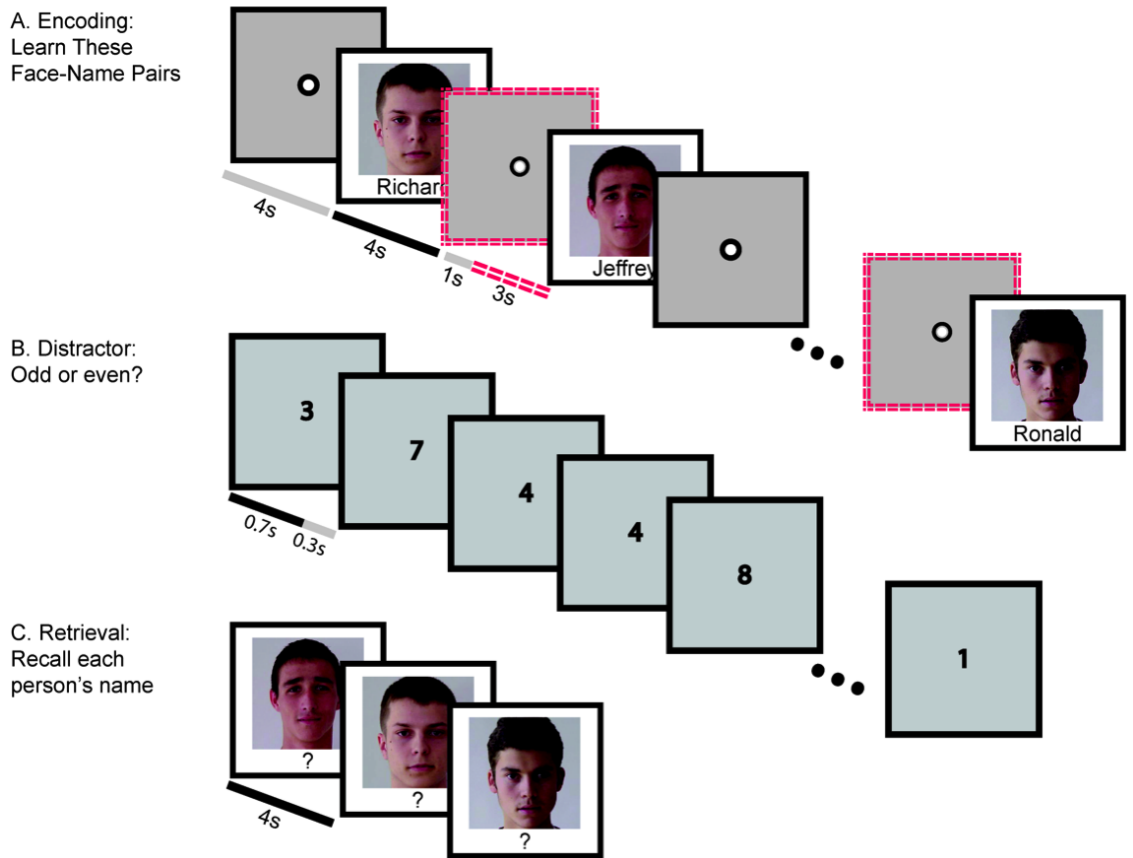 A. Encoding:
Learn These
Face-Name Pairs
Richar
Jeffrey
Ronald
4s
4s
1s
3s
B. Distractor:
Odd or even?
3
7
4
4
8
1
0.7s
0.3s
C. Retrieval:
Recall each
person's name
?
?
?
4s